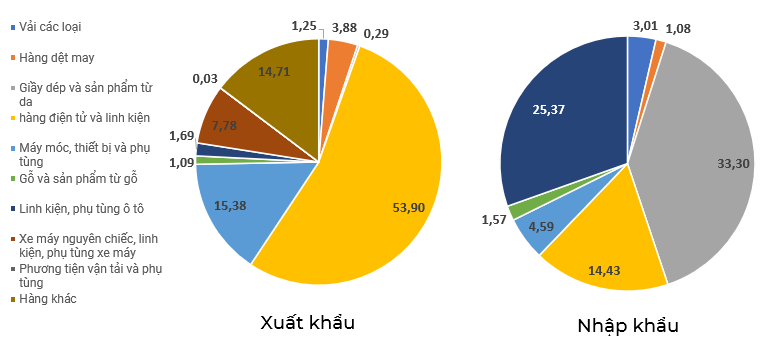 Vải các loại
Hàng dệt may
Giầy dép và sản phẩm từ
da
hàng điện tử và linh kiện
Máy móc, thiết bị và phụ
tùng
Gỗ và sản phẩm từ gỗ
Linh kiện, phụ tùng ô tô
Xe máy nguyên chiếc, linh
kiện, phụ tùng xe máy
Phương tiện vận tải và phụ
tùng
Hàng khác
1,25
3,88
0,29
53,90
15,38
1,09
1,69
7,78
0,03
14,71
Xuất khẩu
3,01
1,08
33,30
14,43
4,59
1,57
25,37
Nhập khẩu